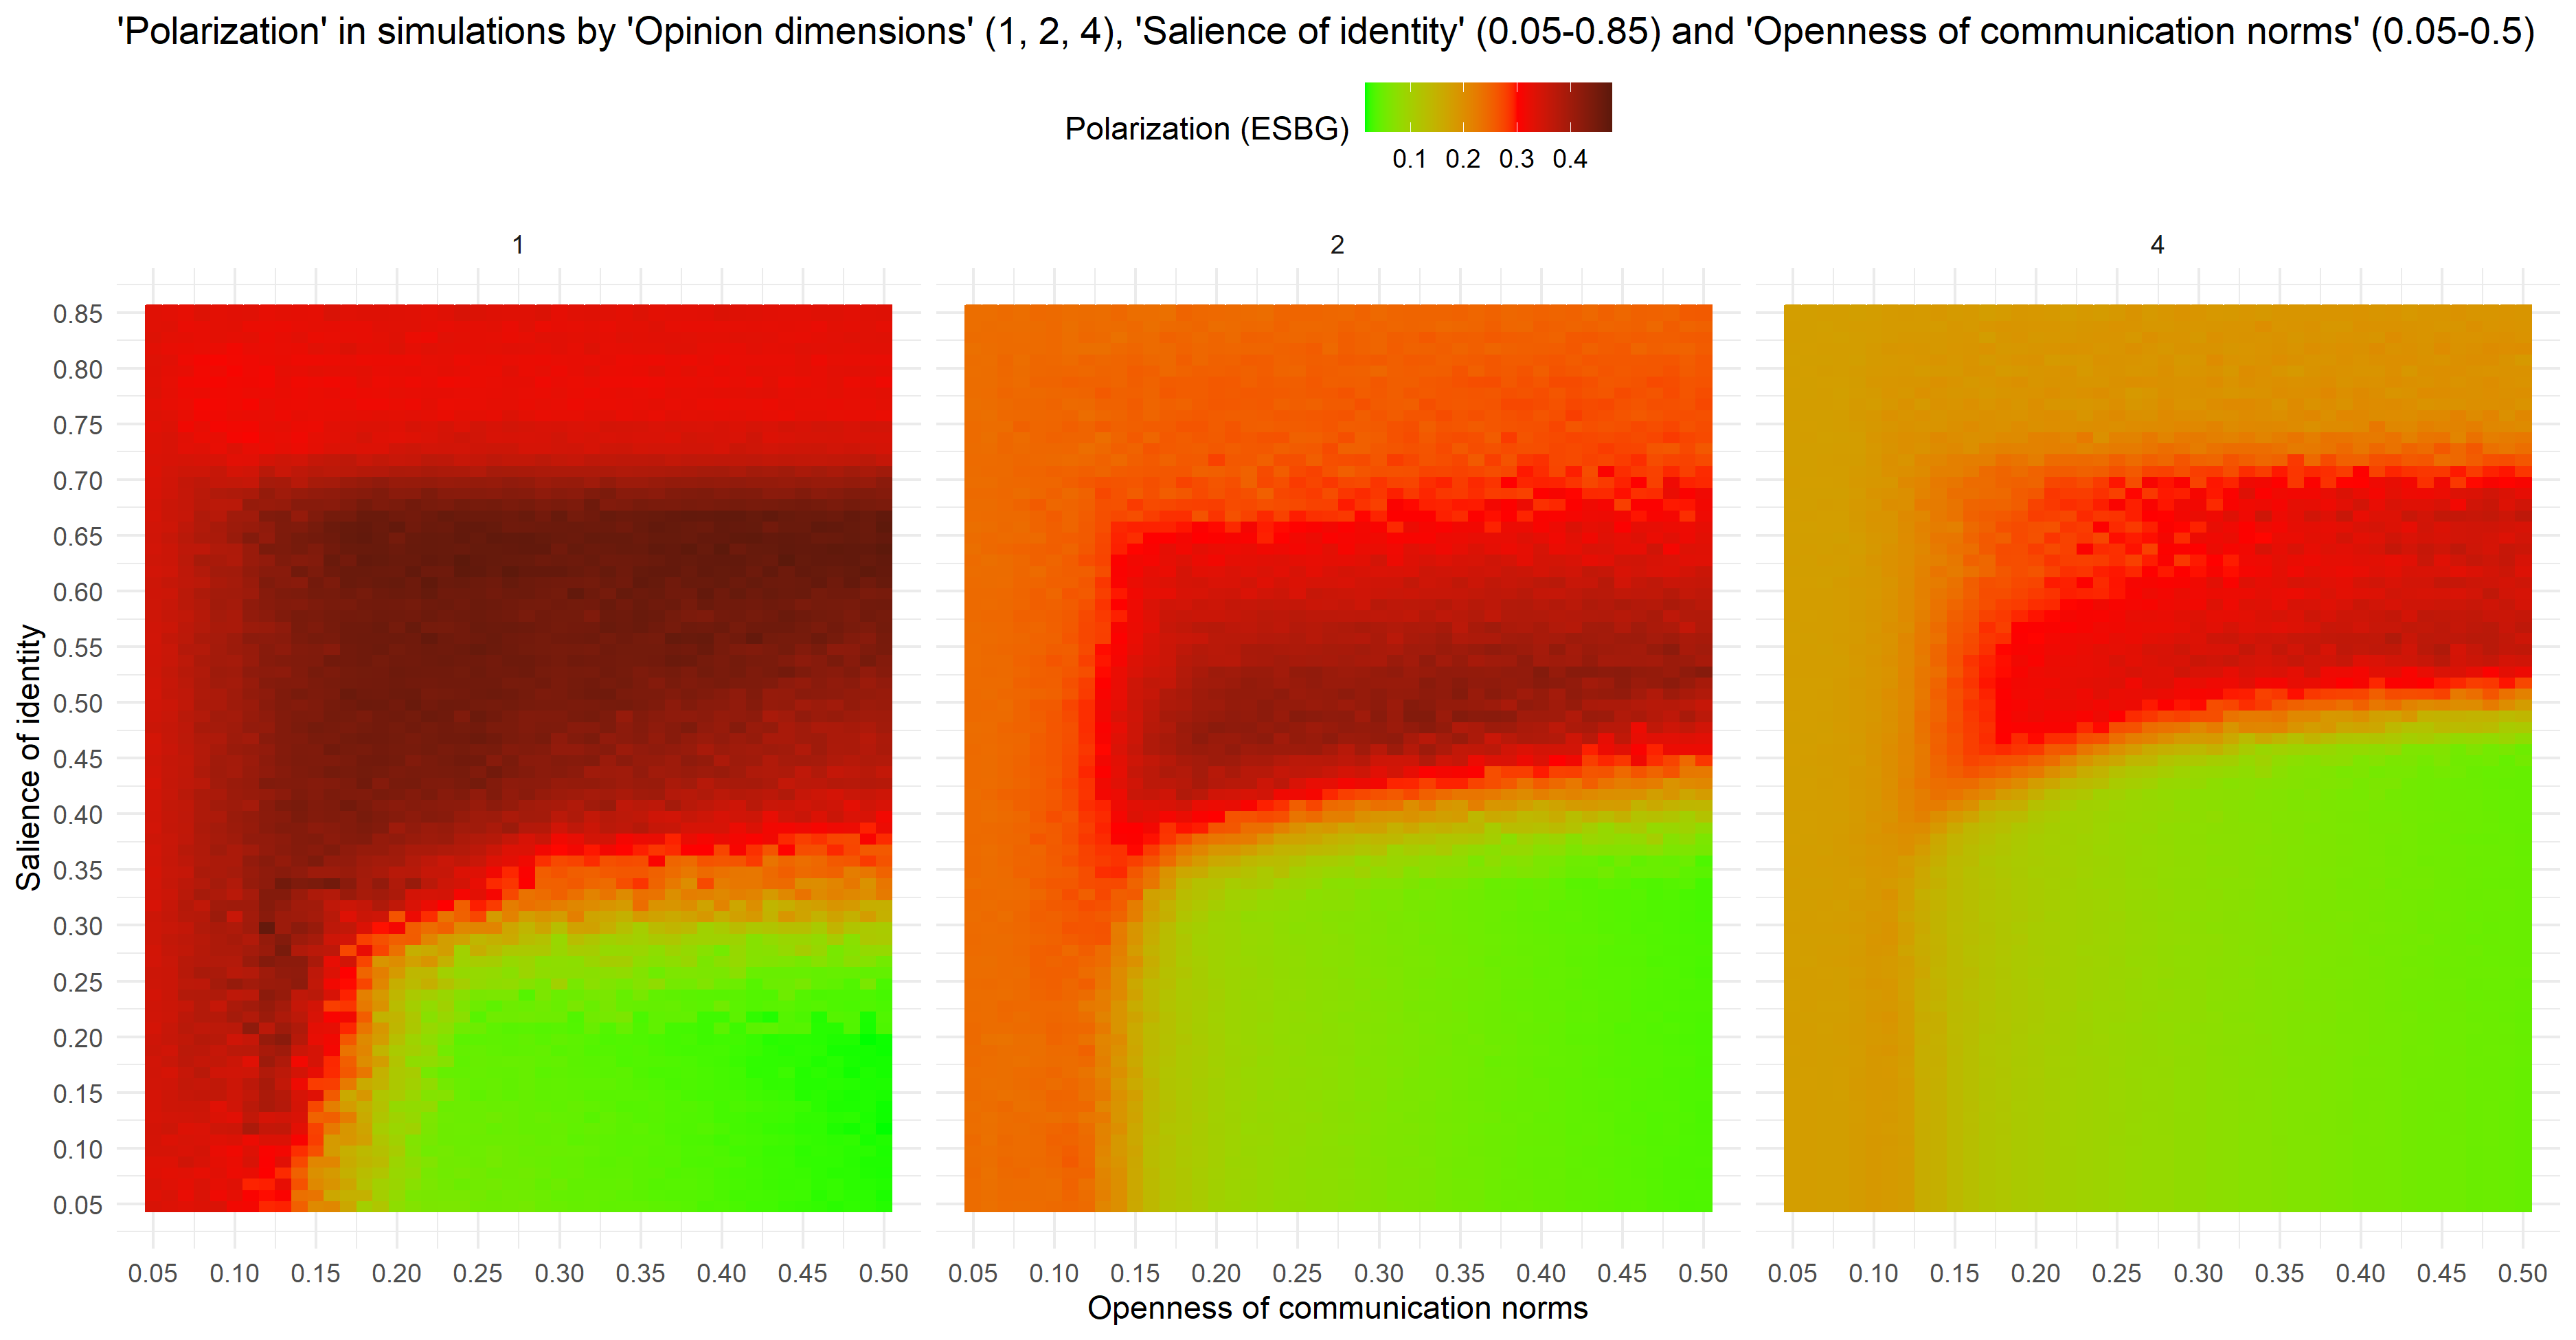 'Polarization' in simulations by 'Opinion dimensions' (1, 2, 4), 'Salience of identity' (0.05-0.85) and 'Openness of communication norms' (0.05-0.5)
Polarization (ESBG)
0.1 0.2 0.3 0.4
1 2 4
Salience of identity
0.85
0.80
0.75
0.70
0.65
0.60
0.55
0.50
0.45
0.40
0.35
0.30
0.25
0.20
0.15
0.10
0.05
0.05 0.10 0.15 0.20 0.25 0.30 0.35 0.40 0.45 0.50 0.05 0.10 0.15 0.20 0.25 0.30 0.35 0.40 0.45 0.50 0.05 0.10 0.15 0.20 0.25 0.30 0.35 0.40 0.45 0.50
Openness of communication norms